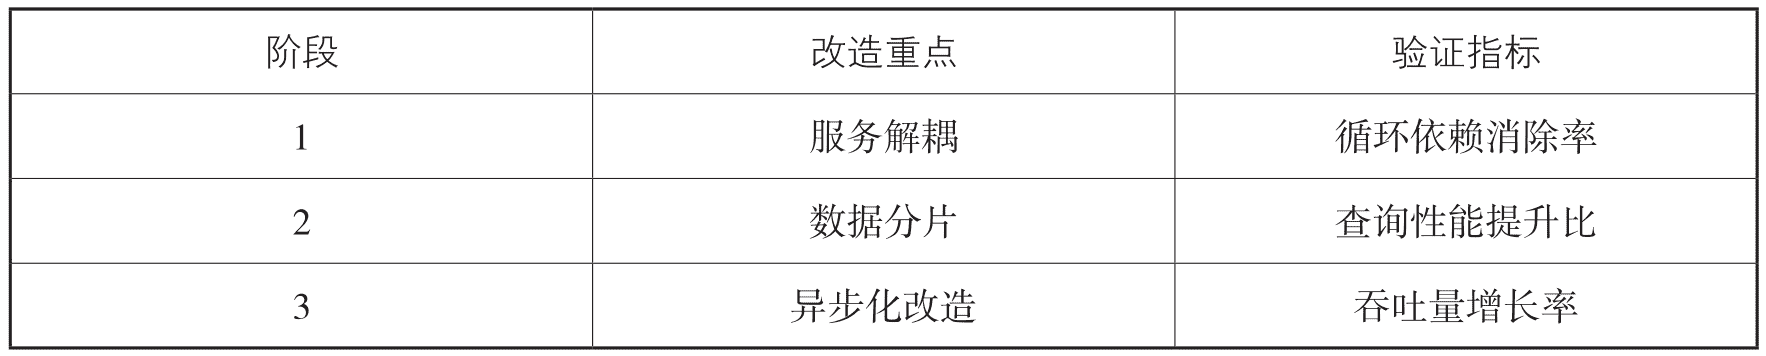 阶段 改造重点 验证指标
1 服务解耦 循环依赖消除率
2 数据分片 查询性能提升比
3 异步化改造 吞吐量增长率